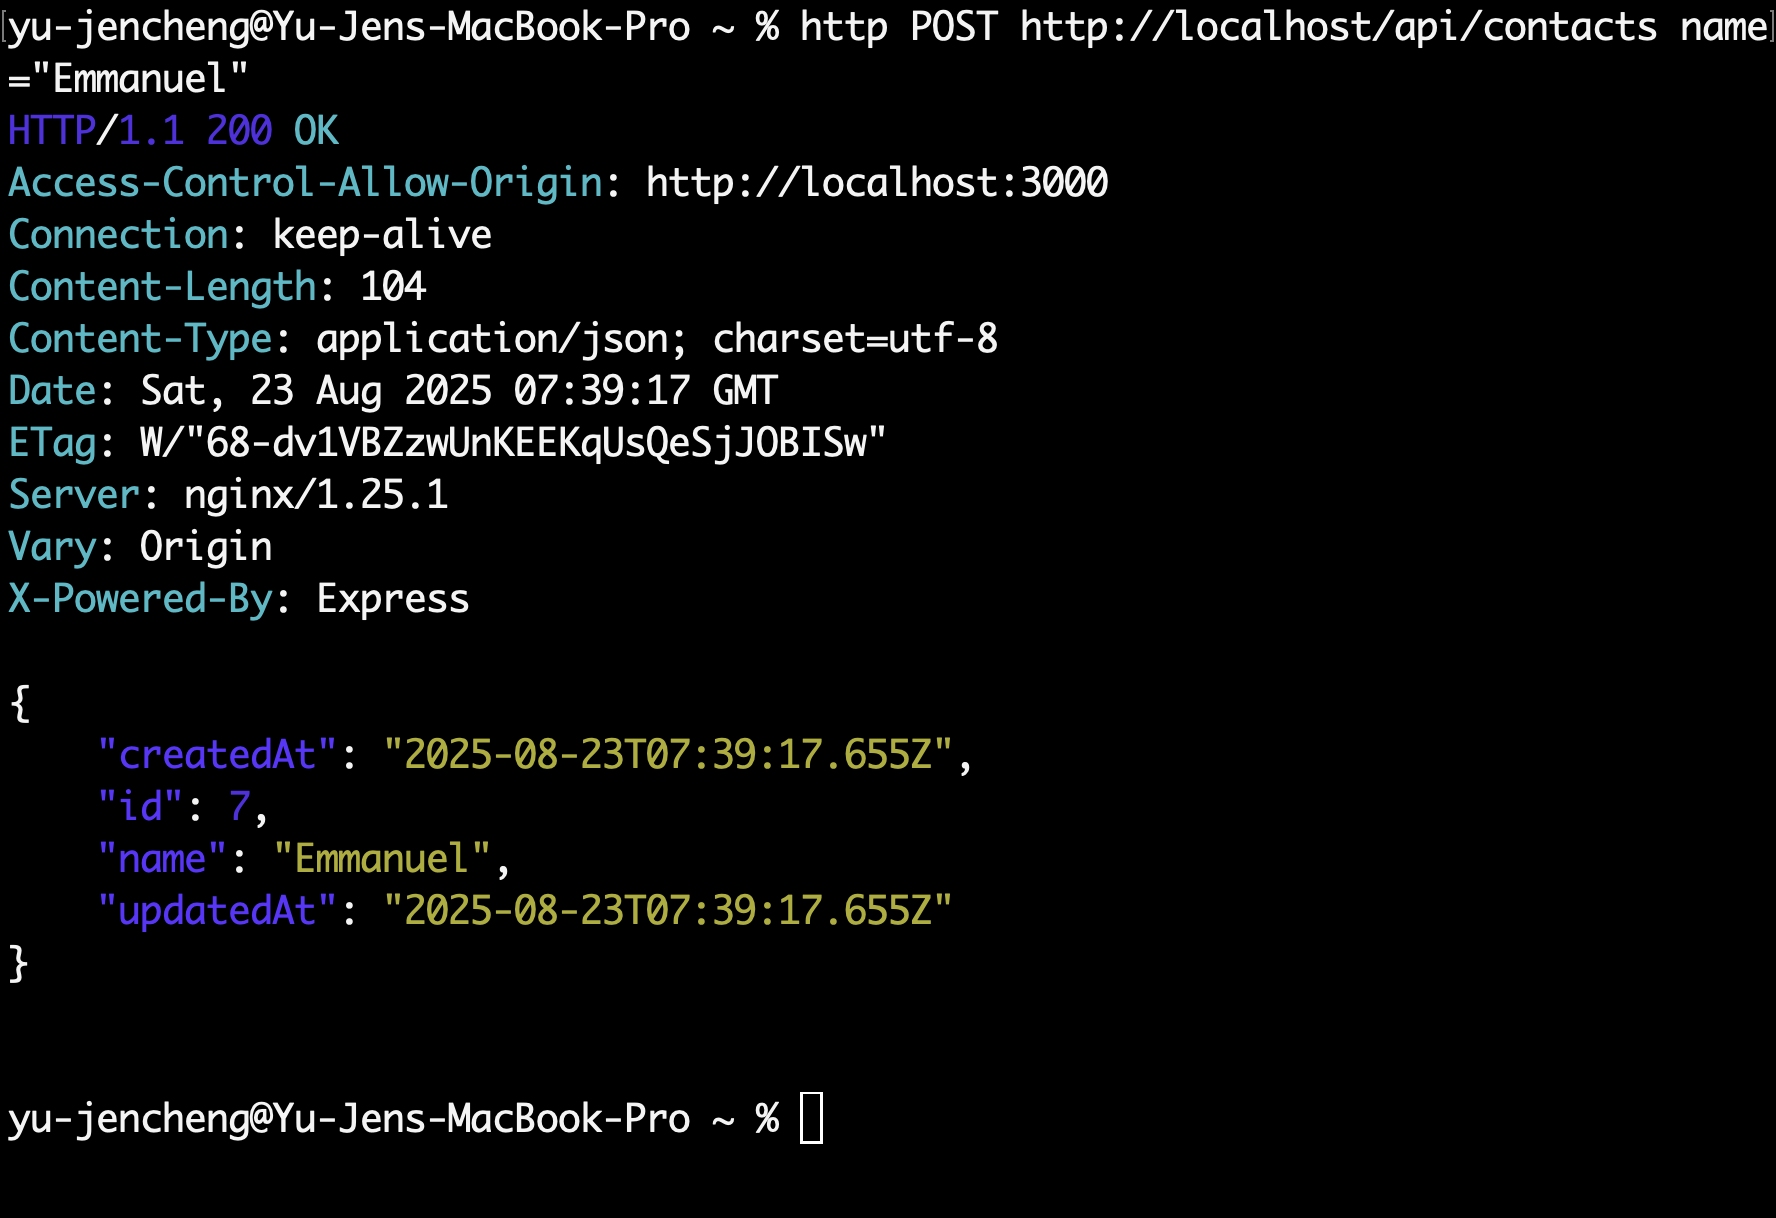 yu-jencheng@Yu-Jens-MacBook-Pro ~ % http POST http://localhost/api/contacts name
="Emmanuel"
HTTP/1.1 200 OK
Access-Control-Allow-Origin: http://localhost:3000
Connection: keep-alive
Content-Length: 104
Content-Type: application/json; charset=utf-8
Date: Sat, 23 Aug 2025 07:39:17 GMT
ETag: W/"68-dv1VBZzwUnKEEKqUsQeSjJOBISw"
Server: nginx/1.25.1
Vary: Origin
X-Powered-By: Express
{
    "createdAt": "2025-08-23T07:39:17.655Z",
    "id": 7,
    "name": "Emmanuel",
    "updatedAt": "2025-08-23T07:39:17.655Z"
}
yu-jencheng@Yu-Jens-MacBook-Pro ~ %